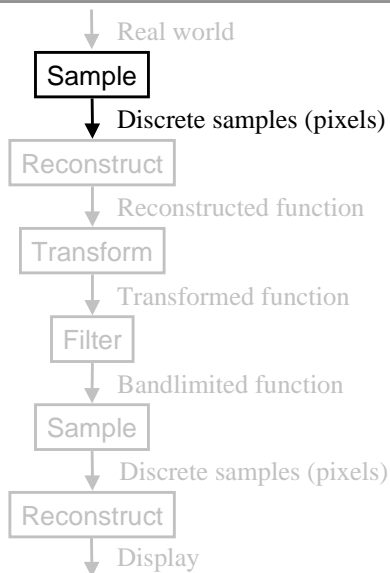 Real world
Sample
Discrete samples (pixels)
Reconstruct
Reconstructed function
Transform
Transformed function
Filter
Bandlimited function
Sample
Discrete samples (pixels)
Reconstruct
Display